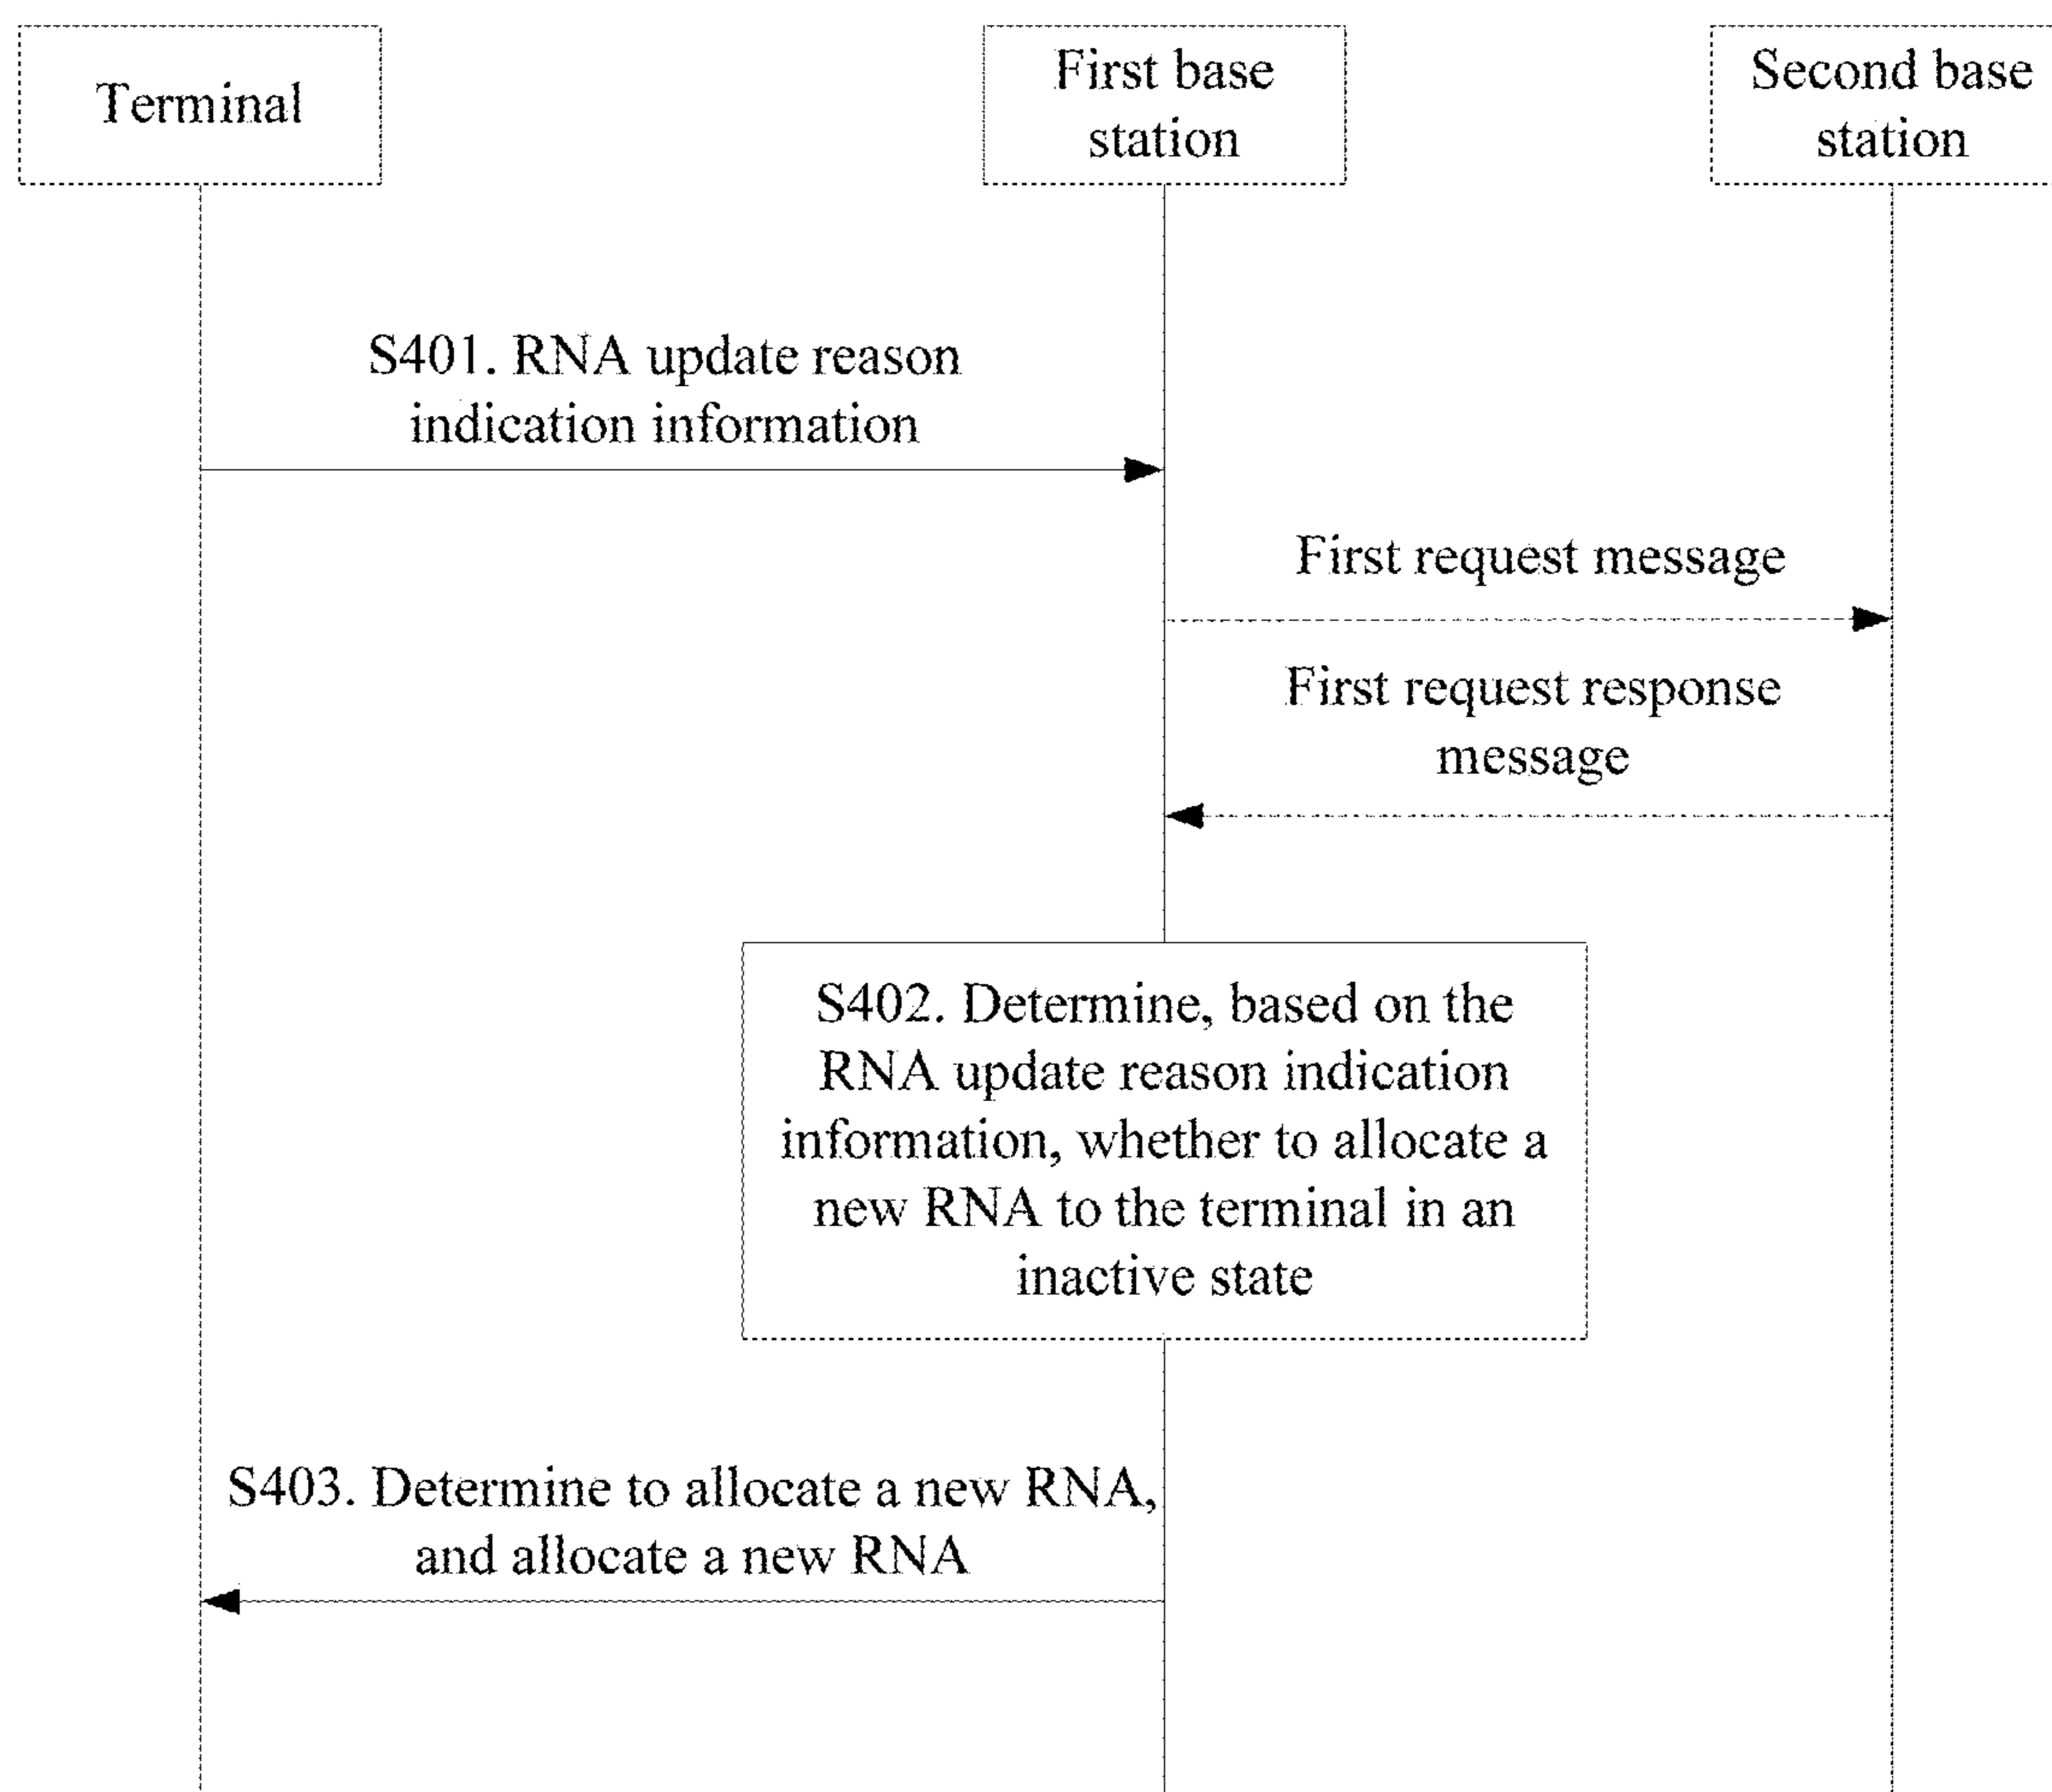 Terminal
First base
station
Second base
station
S401. RNA update reason
indication information
First request message
First request response
message
S402. Determine, based on the
RNA update reason indication
information, whether to allocate a
new RNA to the terminal in an
inactive state
S403. Determine to allocate a new RNA,
and allocate a new RNA